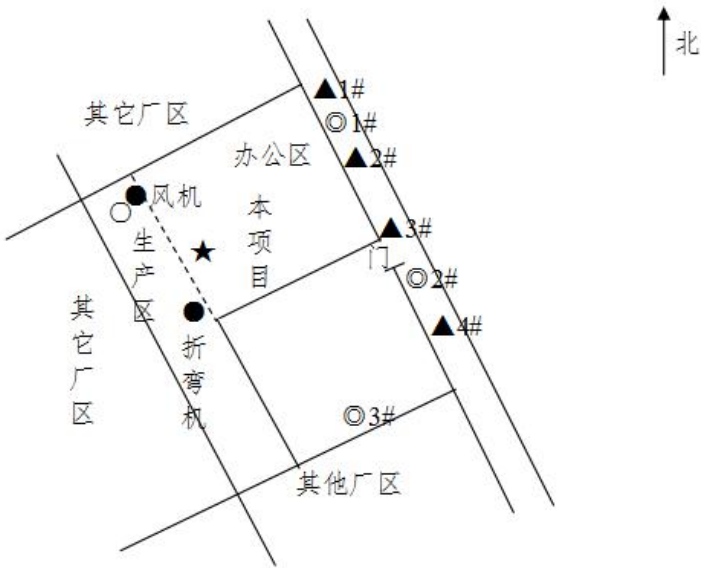 北
▲1#
其它厂区
◎1#
办公区
▲2#
●风机
○
本项目
▲3#
生产区
★
门
◎2#
其它厂区
●
▲4#
折弯机
◎3#
其他厂区